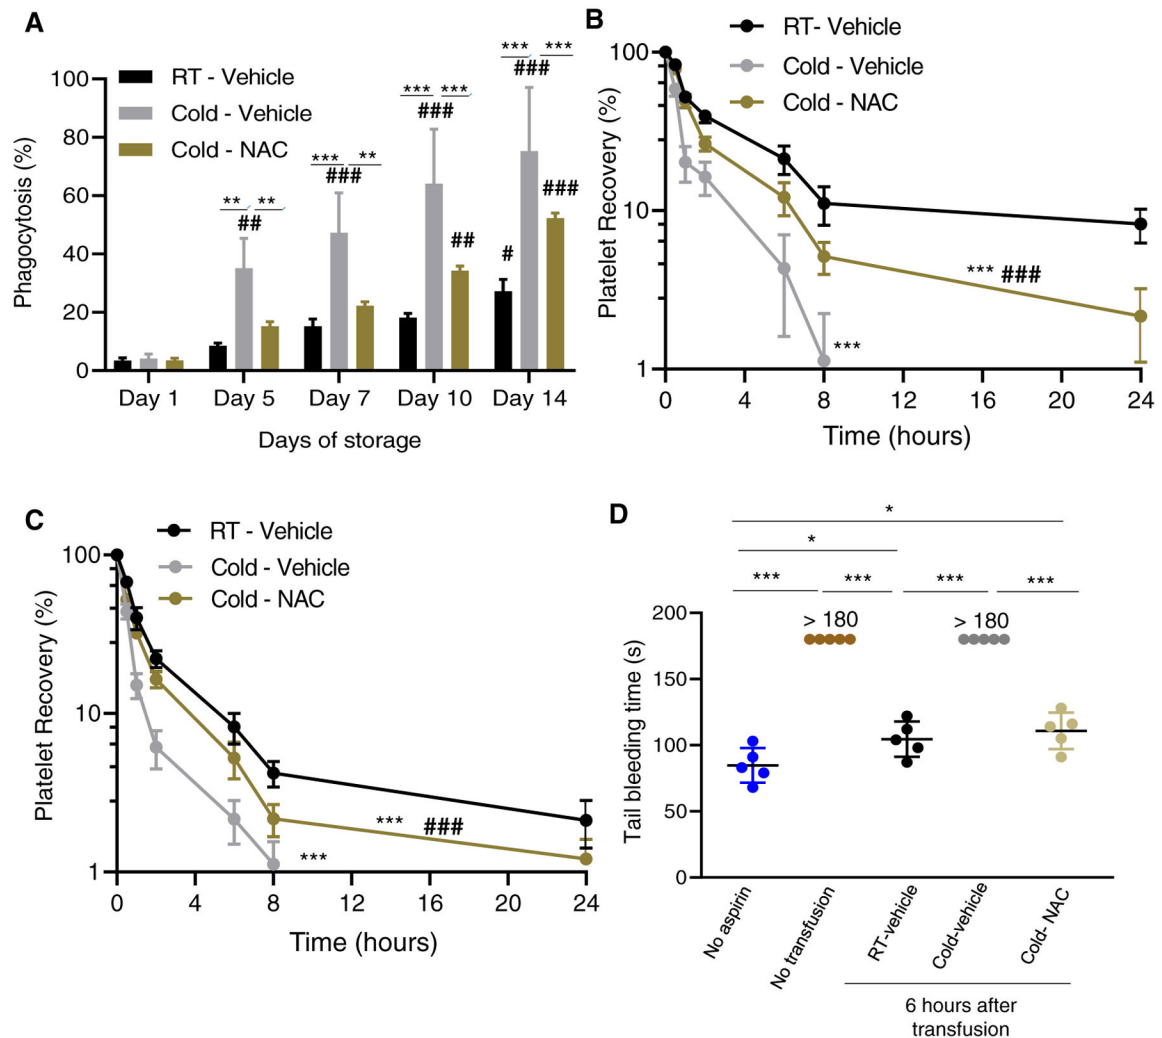 A
RT - Vehicle
Cold - Vehicle
Cold - NAC
*** ***
###
*** ***
###
*** **
###
** **
##
#
##
###
Phagocytosis (%)
100
80
60
40
20
0
Day 1 Day 5 Day 7 Day 10 Day 14
Days of storage
B
RT- Vehicle
Cold - Vehicle
Cold - NAC
Platelet Recovery (%)
100
10
1
*** ###
***
0 4 8 12 16 20 24
Time (hours)
C
RT - Vehicle
Cold - Vehicle
Cold - NAC
Platelet Recovery (%)
100
10
1
*** ###
***
0 4 8 12 16 20 24
Time (hours)
D
*
*
*** *** *** ***
> 180 > 180
Tail bleeding time (s)
200
150
100
50
0
No aspirin
No transfusion
RT-vehicle
Cold-vehicle
Cold- NAC
6 hours after
transfusion